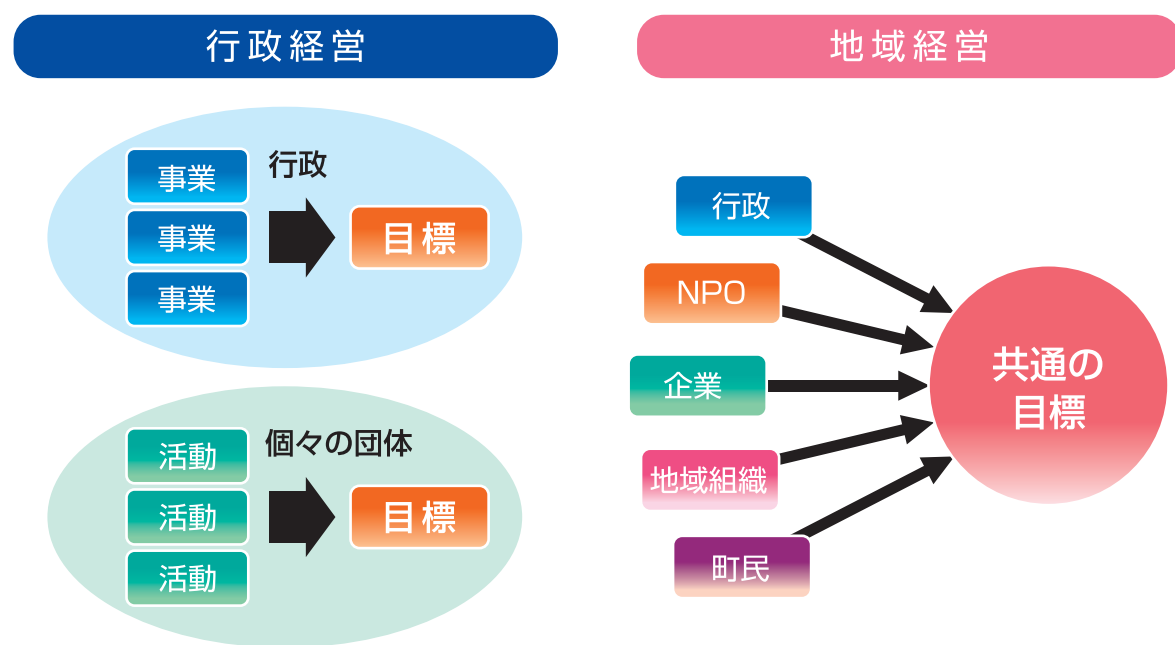 行政経営
行政
事業
事業
事業
目標
個々の団体
活動
活動
活動
目標
地域経営
行政
NPO
企業
地域組織
町民
共通の
目標